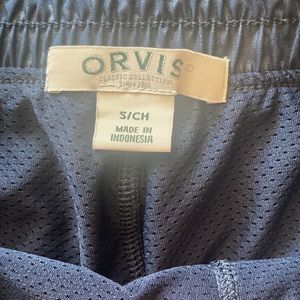 ORVIS®
CLASSIC COLLECTION
S/CH
MADE IN
INDONESIA